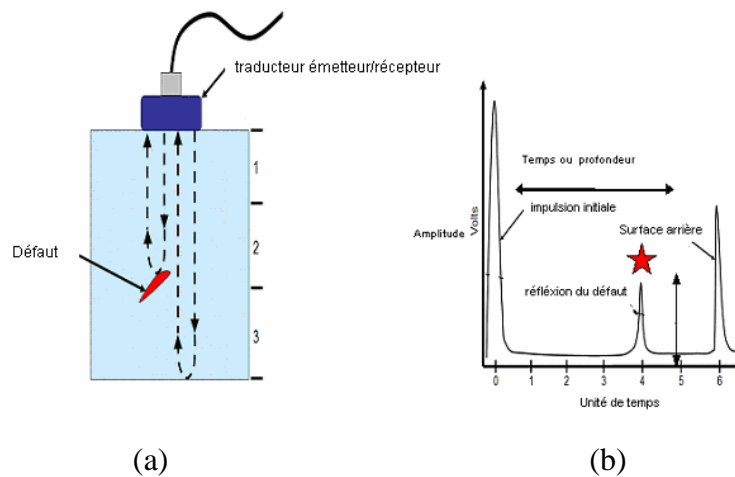 traducteur émetteur/récepteur
1
2
3
Défaut
(a)
Temps ou profondeur
impulsion initiale
Amplitude
Volts
Surface arrière
réfléxion du défaut
0 1 2 3 4 5 6
Unité de temps
(b)